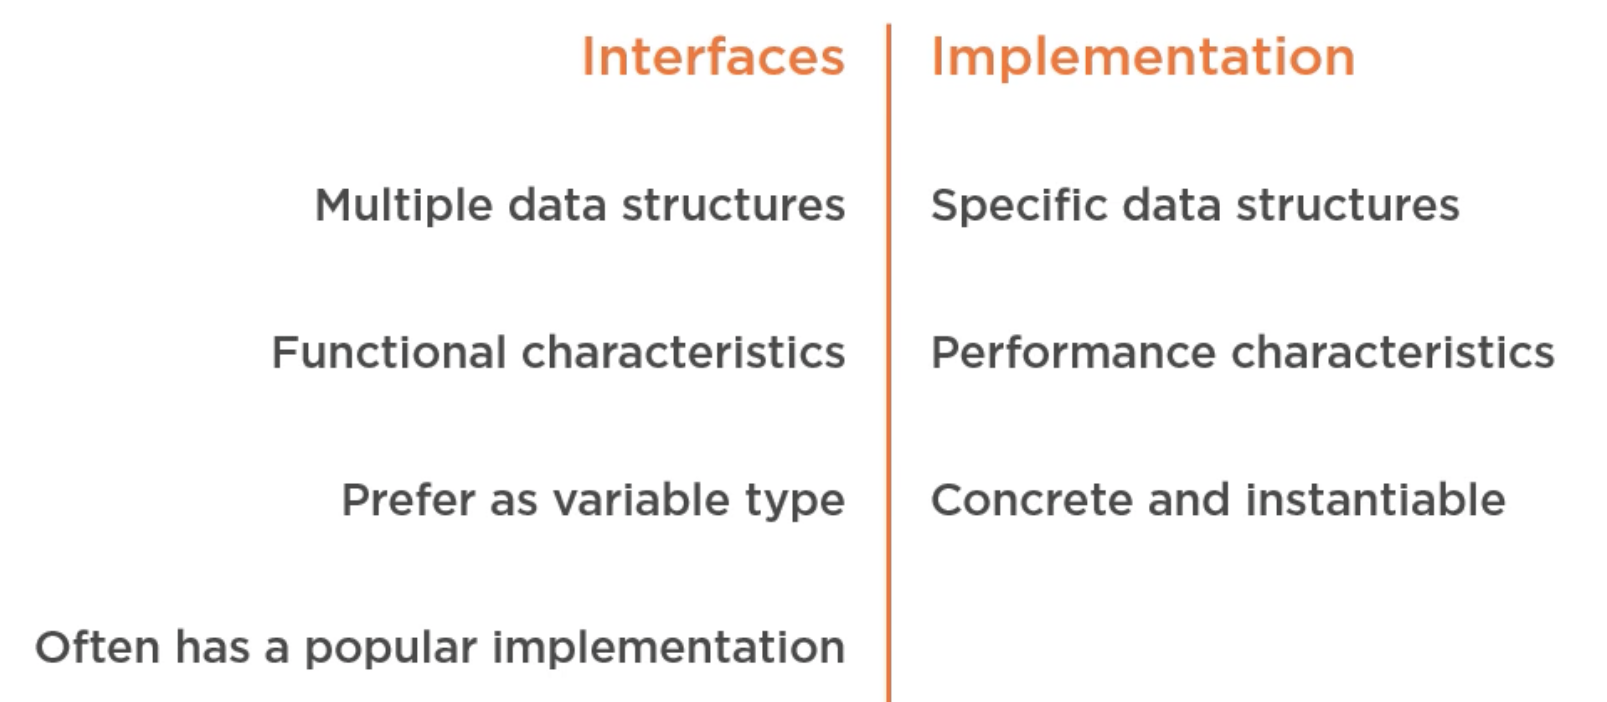 Interfaces
Implementation
Multiple data structures
Specific data structures
Functional characteristics
Performance characteristics
Prefer as variable type
Concrete and instantiable
Often has a popular implementation